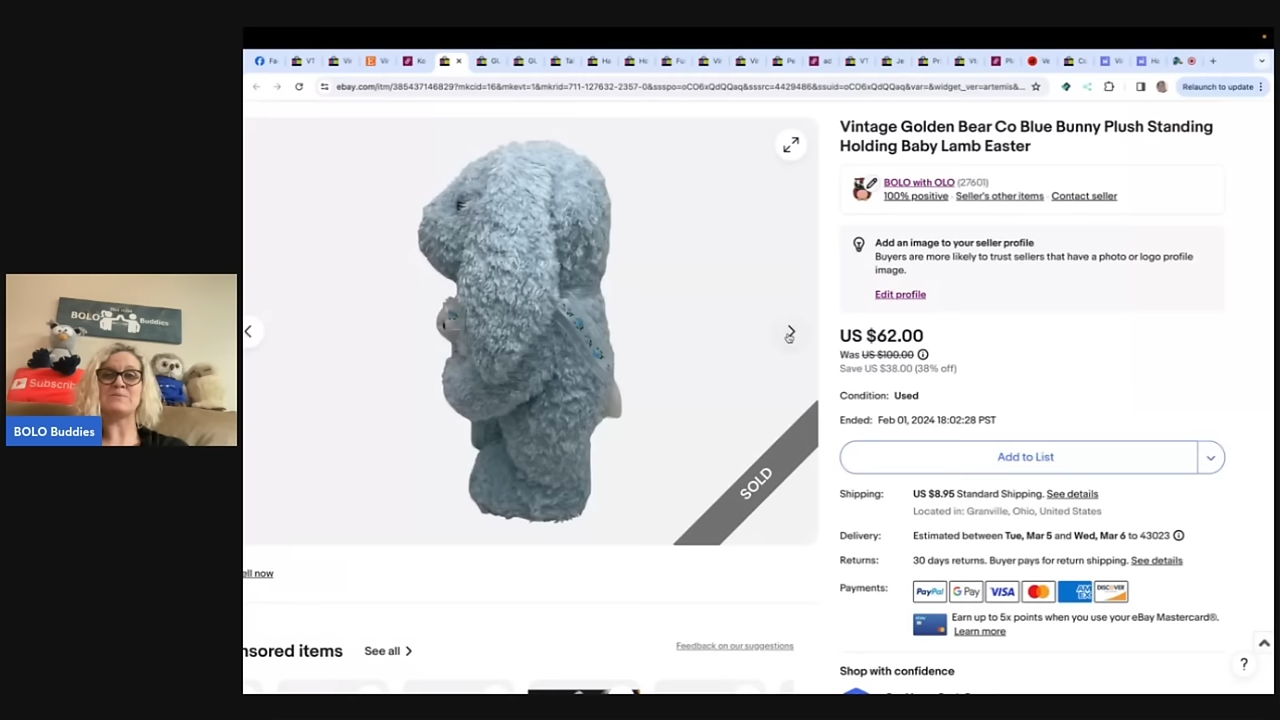 ebay.com/itm/385437146829?mkcid=16&mkevt=1&mkrid=711-127632-2357-0&ssspo=oCO6xQdQQaq&sssrc=4429486&ssuid=oCO6xQdQQaq&var=&widget_ver=artemis&...
Relaunch to update
Vintage Golden Bear Co Blue Bunny Plush Standing
Holding Baby Lamb Easter
BOLO with OLO (27601)
100% positive · Seller's other items · Contact seller
Add an image to your seller profile
Buyers are more likely to trust sellers that have a photo or logo profile
image.
Edit profile
US $62.00
Was US $100.00
Save US $38.00 (38% off)
Condition: Used
Ended: Feb 01, 2024 18:02:28 PST
Add to List
Shipping: US $8.95 Standard Shipping. See details
Located in: Granville, Ohio, United States
Delivery: Estimated between Tue, Mar 5 and Wed, Mar 6 to 43023
Returns: 30 days returns. Buyer pays for return shipping. See details
Payments: PayPal G Pay VISA AM EX DISCOVER
Earn up to 5x points when you use your eBay Mastercard®.
Learn more
Shop with confidence
SOLD
ell now
nsored items See all
Feedback on our suggestions
BOLO Buddies
Subscrib
BOLO Buddies